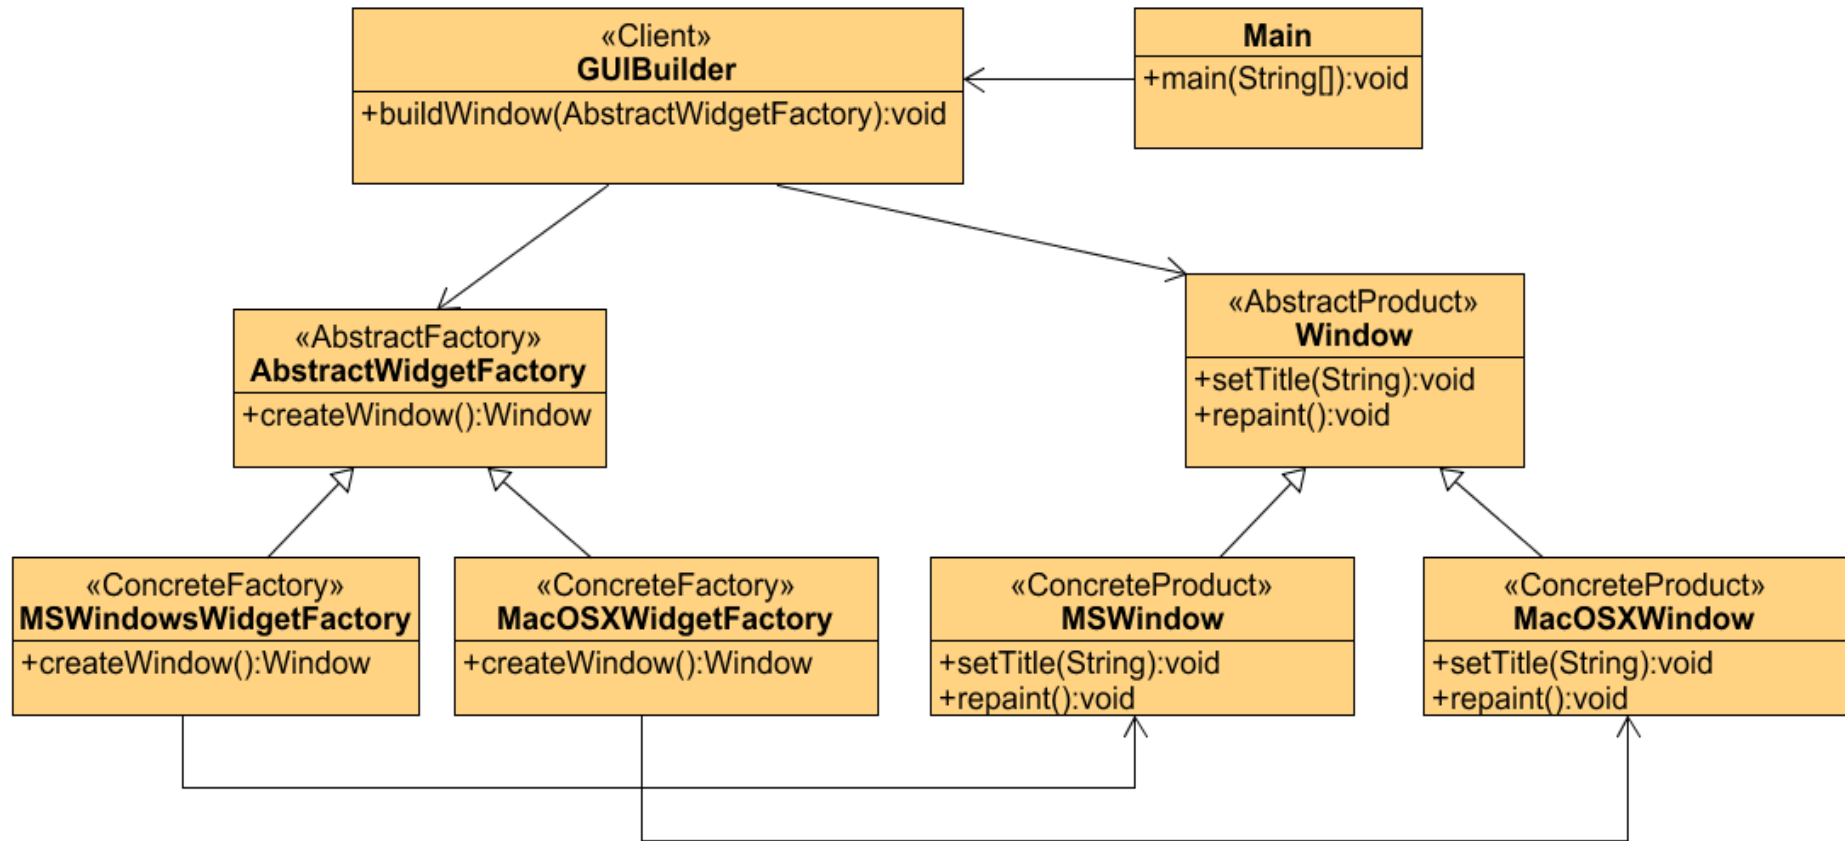 «Client»
GUIBuilder
+buildWindow(AbstractWidgetFactory):void
Main
+main(String[]):void
«AbstractFactory»
AbstractWidgetFactory
+createWindow():Window
«AbstractProduct»
Window
+setTitle(String):void
+repaint():void
«ConcreteFactory»
MSWindowsWidgetFactory
+createWindow():Window
«ConcreteFactory»
MacOSXWidgetFactory
+createWindow():Window
«ConcreteProduct»
MSWindow
+setTitle(String):void
+repaint():void
«ConcreteProduct»
MacOSXWindow
+setTitle(String):void
+repaint():void